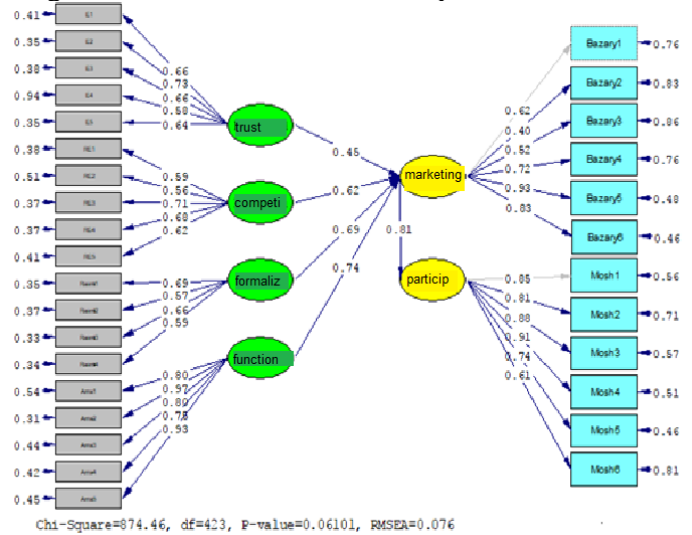 0.41
0.35
0.38
0.94
0.35
0.38
0.51
0.37
0.37
0.41
0.35
0.37
0.33
0.34
0.54
0.31
0.44
0.42
0.45
0.66
0.73
0.66
0.58
0.64
0.59
0.56
0.71
0.68
0.62
0.69
0.57
0.66
0.59
0.80
0.97
0.80
0.93
trust
competi
formaliz
function
0.45
0.62
0.69
0.74
marketing
0.81
particip
0.62
0.40
0.52
0.72
0.93
0.83
0.85
0.81
0.88
0.91
0.74
0.61
Bazary1 0.76
Bazary2 0.83
Bazary3 0.86
Bazary4 0.76
Bazary5 0.48
Bazary6 0.46
Mosh1 0.56
Mosh2 0.71
Mosh3 0.57
Mosh4 0.51
Mosh5 0.46
Mosh6 0.81
Chi-Square=874.46, df=423, P-value=0.06101, RMSEA=0.076